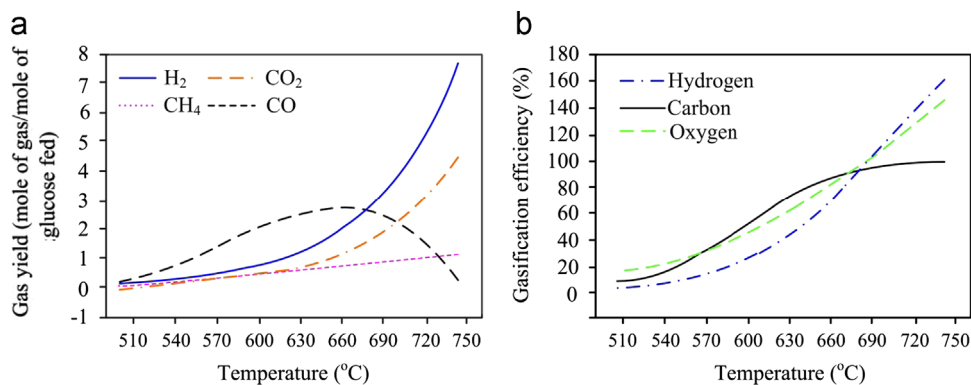 a
8
7
6
5
4
3
2
1
0
-1
H₂
CO₂
CH₄
CO
Gas yield (mole of gas/mole of
:glucose fed)
510 540 570 600 630 660 690 720 750
Temperature (°C)
b
180
160
140
120
100
80
60
40
20
0
Hydrogen
Carbon
Oxygen
Gasification efficiency (%)
510 540 570 600 630 660 690 720 750
Temperature (°C)